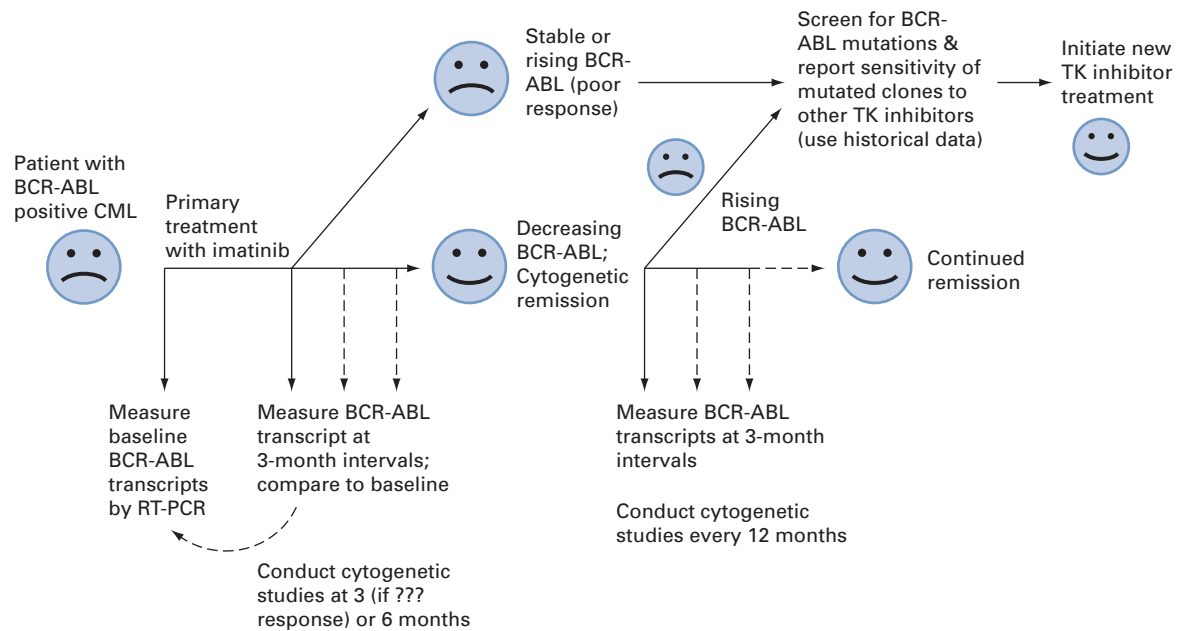 Patient with
BCR-ABL
positive CML
Primary
treatment
with imatinib
Stable or
rising BCR-
ABL (poor
response)
Screen for BCR-
ABL mutations &
report sensitivity of
mutated clones to
other TK inhibitors
(use historical data)
Initiate new
TK inhibitor
treatment
Decreasing
BCR-ABL;
Cytogenetic
remission
Rising
BCR-ABL
Continued
remission
Measure
baseline
BCR-ABL
transcripts
by RT-PCR
Measure BCR-ABL
transcript at
3-month intervals;
compare to baseline
Conduct cytogenetic
studies at 3 (if ???
response) or 6 months
Measure BCR-ABL
transcripts at 3-month
intervals
Conduct cytogenetic
studies every 12 months